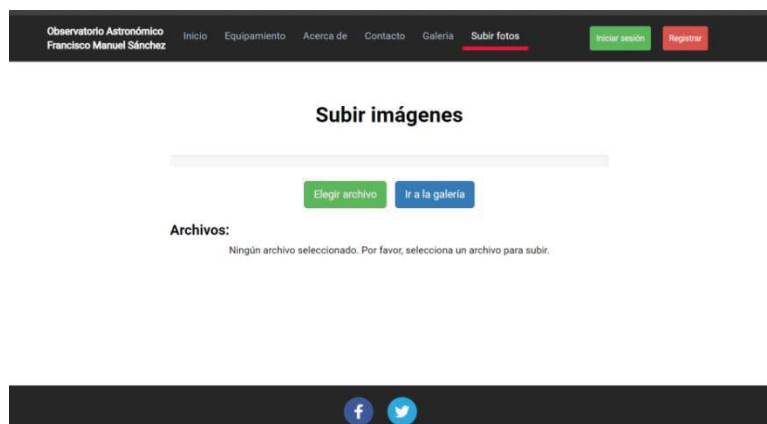 Observatorio Astronómico
Francisco Manuel Sánchez
Inicio Equipamiento Acerca de Contacto Galeria Subir fotos Iniciar sesión Registrar
Subir imágenes
Elegir archivo Ir a la galería
Archivos:
Ningún archivo seleccionado. Por favor, selecciona un archivo para subir.